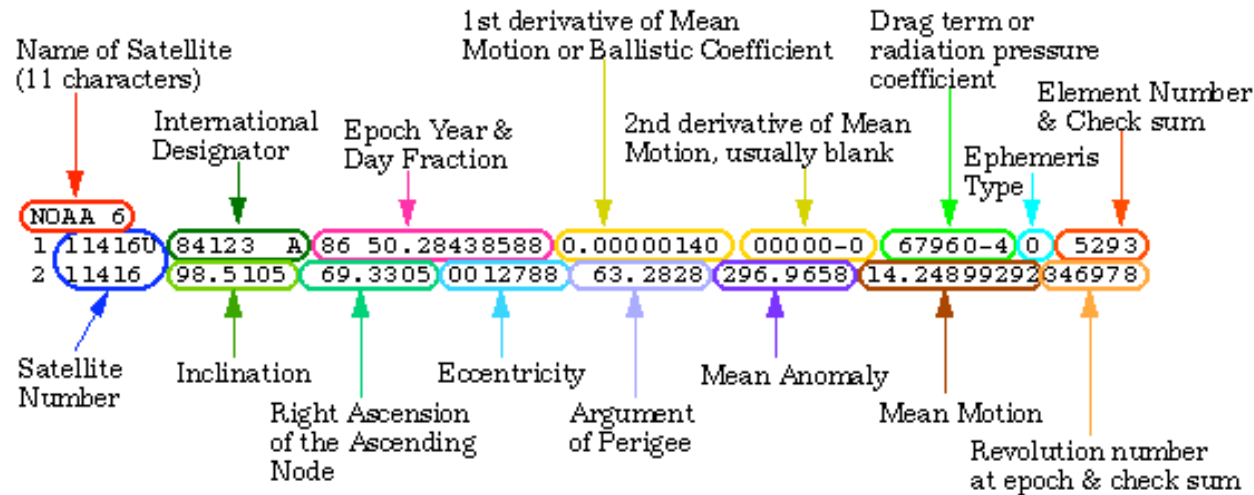 Name of Satellite
(11 characters)
International
Designator
Epoch Year &
Day Fraction
1st derivative of Mean
Motion or Ballistic Coefficient
2nd derivative of Mean
Motion, usually blank
Drag term or
radiation pressure
coefficient
Ephemeris
Type
Element Number
& Check sum
NOAA 6
1 11416U 84123 A 86 50.28438588 0.00000140 00000-0 67960-4 0 5293
2 11416 98.5105 69.3305 0012788 63.2828 296.9658 14.24899292 346978
Satellite
Number
Inclination
Right Ascension
of the Ascending
Node
Eccentricity
Argument
of Perigee
Mean Anomaly
Mean Motion
Revolution number
at epoch & check sum